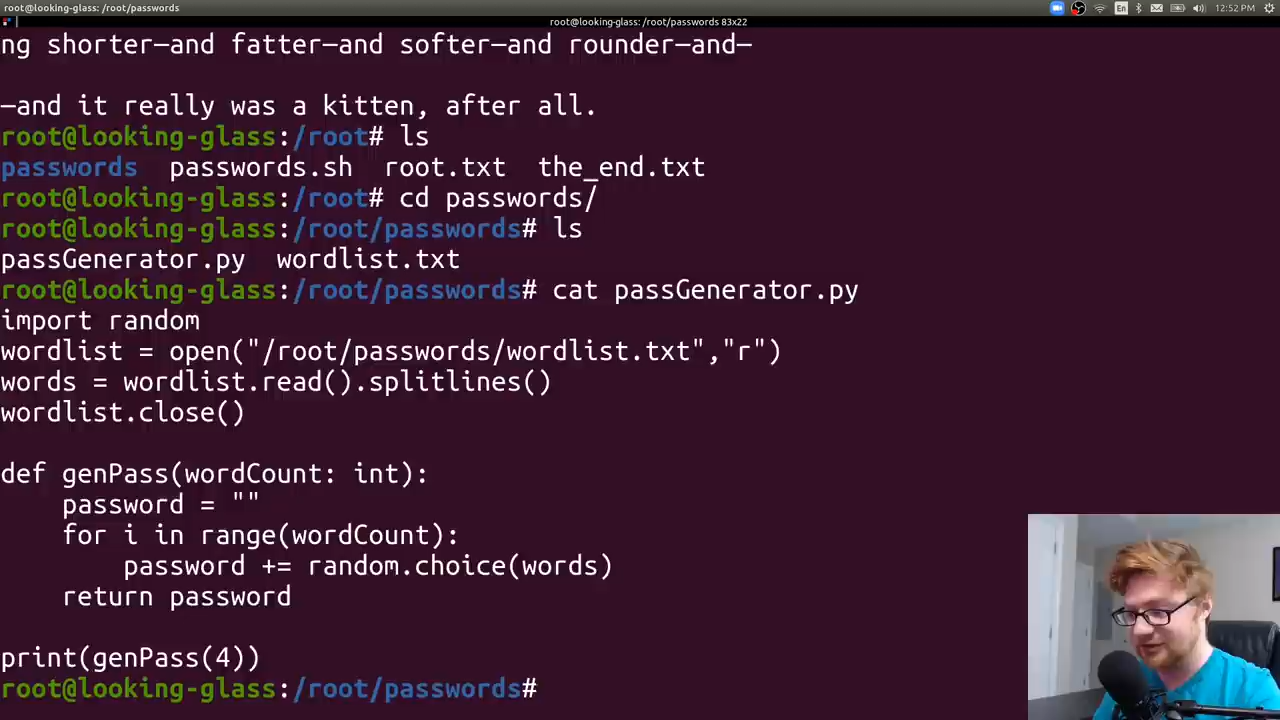 root@looking-glass: /root/passwords
En
12:52 PM
root@looking-glass: /root/passwords 83x22
ng shorter—and fatter—and softer—and rounder—and—
—and it really was a kitten, after all.
root@looking-glass:/root# ls
passwords  passwords.sh  root.txt  the_end.txt
root@looking-glass:/root# cd passwords/
root@looking-glass:/root/passwords# ls
passGenerator.py  wordlist.txt
root@looking-glass:/root/passwords# cat passGenerator.py
import random
wordlist = open("/root/passwords/wordlist.txt","r")
words = wordlist.read().splitlines()
wordlist.close()
def genPass(wordCount: int):
    password = ""
    for i in range(wordCount):
        password += random.choice(words)
    return password
print(genPass(4))
root@looking-glass:/root/passwords#